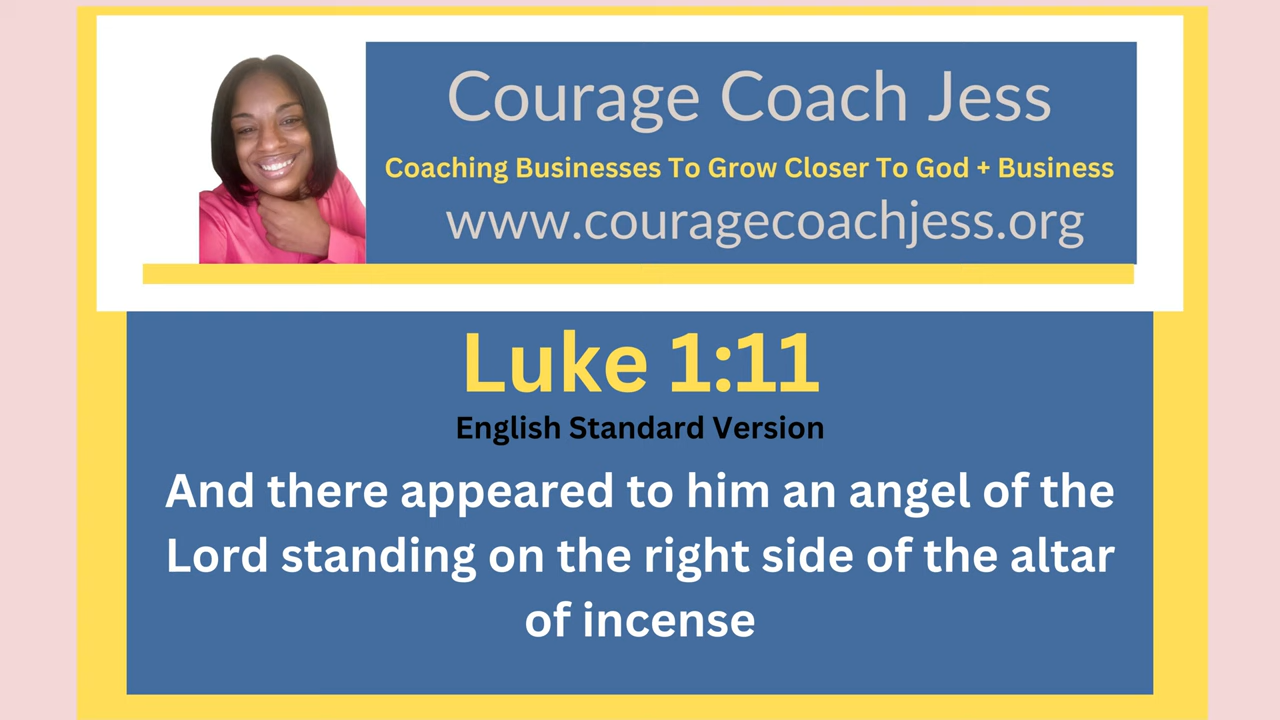 Courage Coach Jess
Coaching Businesses To Grow Closer To God + Business
www.couragecoachjess.org
Luke 1:11
English Standard Version
And there appeared to him an angel of the
Lord standing on the right side of the altar
of incense